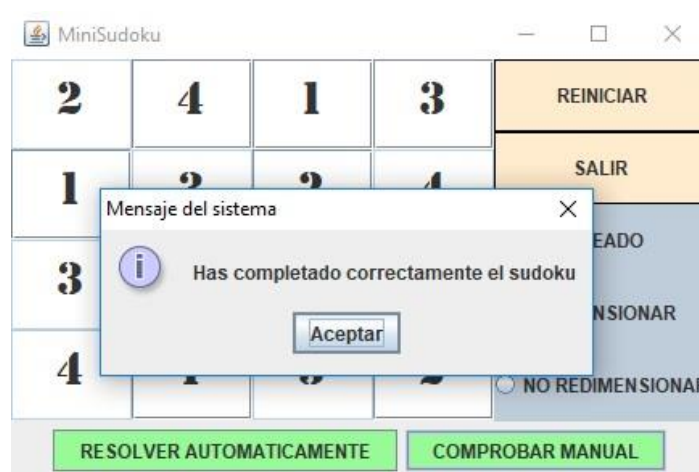 MiniSudoku
2 4 1 3
REINICIAR
1
SALIR
Mensaje del sistema
EADO
Has completado correctamente el sudoku
3
NSIONAR
Aceptar
4
NO REDIMENSIONAR
RESOLVER AUTOMATICAMENTE
COMPROBAR MANUAL